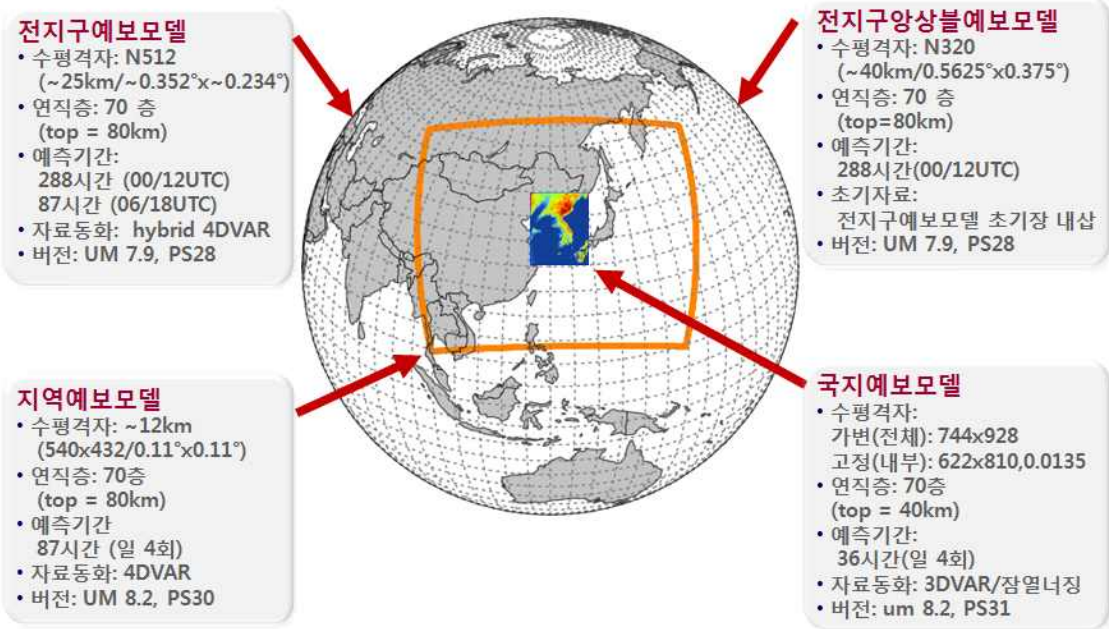 전지구예보모델
• 수평격자: N512
(~25km/~0.352°x~0.234°)
• 연직층: 70 층
(top = 80km)
• 예측기간:
288시간 (00/12UTC)
87시간 (06/18UTC)
• 자료동화: hybrid 4DVAR
• 버전: UM 7.9, PS28
전지구앙상블예보모델
• 수평격자: N320
(~40km/0.5625°x0.375°)
• 연직층: 70 층
(top=80km)
• 예측기간:
288시간(00/12UTC)
• 초기자료:
전지구예보모델 초기장 내삽
• 버전: UM 7.9, PS28
지역예보모델
• 수평격자: ~12km
(540x432/0.11°x0.11°)
• 연직층: 70층
(top = 80km)
• 예측기간
87시간 (일 4회)
• 자료동화: 4DVAR
• 버전: UM 8.2, PS30
국지예보모델
• 수평격자:
가변(전체): 744x928
고정(내부): 622x810,0.0135
• 연직층: 70층
(top = 40km)
• 예측기간:
36시간(일 4회)
• 자료동화: 3DVAR/잠열너징
• 버전: um 8.2, PS31